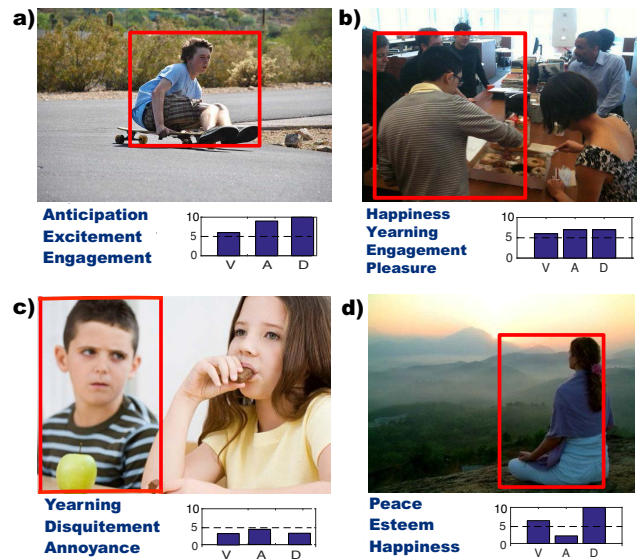 a)
b)
Anticipation
Excitement
Engagement
10
5
0
V A D
Happiness
Yearning
Engagement
Pleasure
10
5
0
V A D
c)
d)
Yearning
Disquitement
Annoyance
10
5
0
V A D
Peace
Esteem
Happiness
10
5
0
V A D